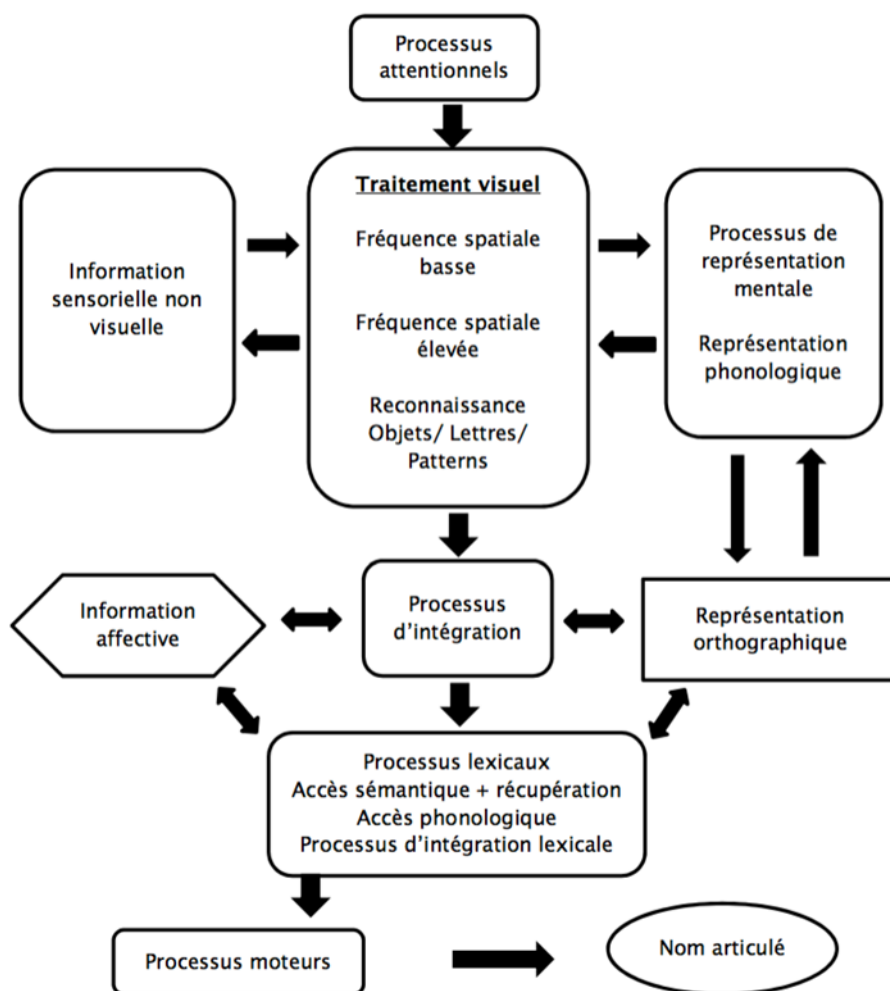 Processus
attentionnels
Traitement visuel
Fréquence spatiale
basse
Fréquence spatiale
élevée
Reconnaissance
Objets/ Lettres/
Patterns
Information
sensorielle non
visuelle
Processus de
représentation
mentale
Représentation
phonologique
Information
affective
Processus
d’intégration
Représentation
orthographique
Processus lexicaux
Accès sémantique + récupération
Accès phonologique
Processus d’intégration lexicale
Processus moteurs
Nom articulé